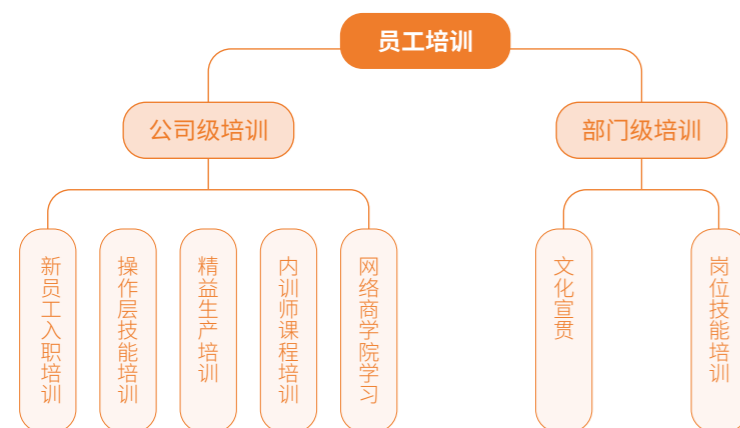 员工培训
公司级培训
部门级培训
新员工入职培训
操作层技能培训
精益生产培训
内训师课程培训
网络商学院学习
文化宣贯
岗位技能培训